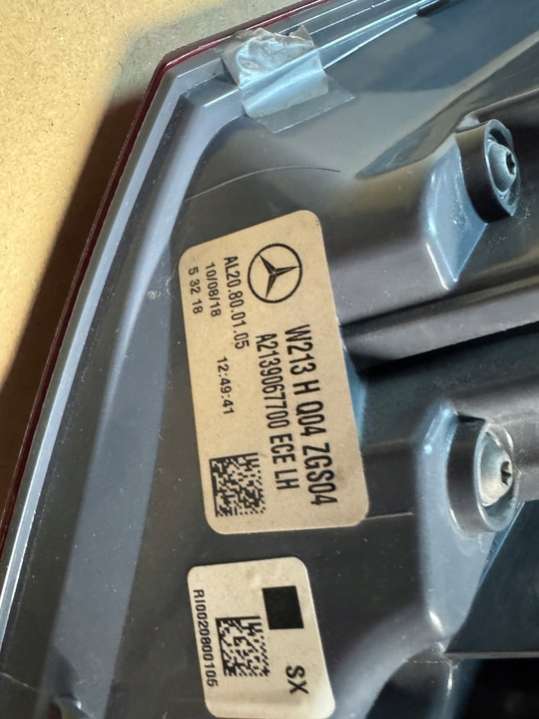 W213 H Q04 ZGS04
A2139067700 ECE LH
AL20.80.01.05
10/08/18 12:49:41
5 32 18
SX
RI0020800105